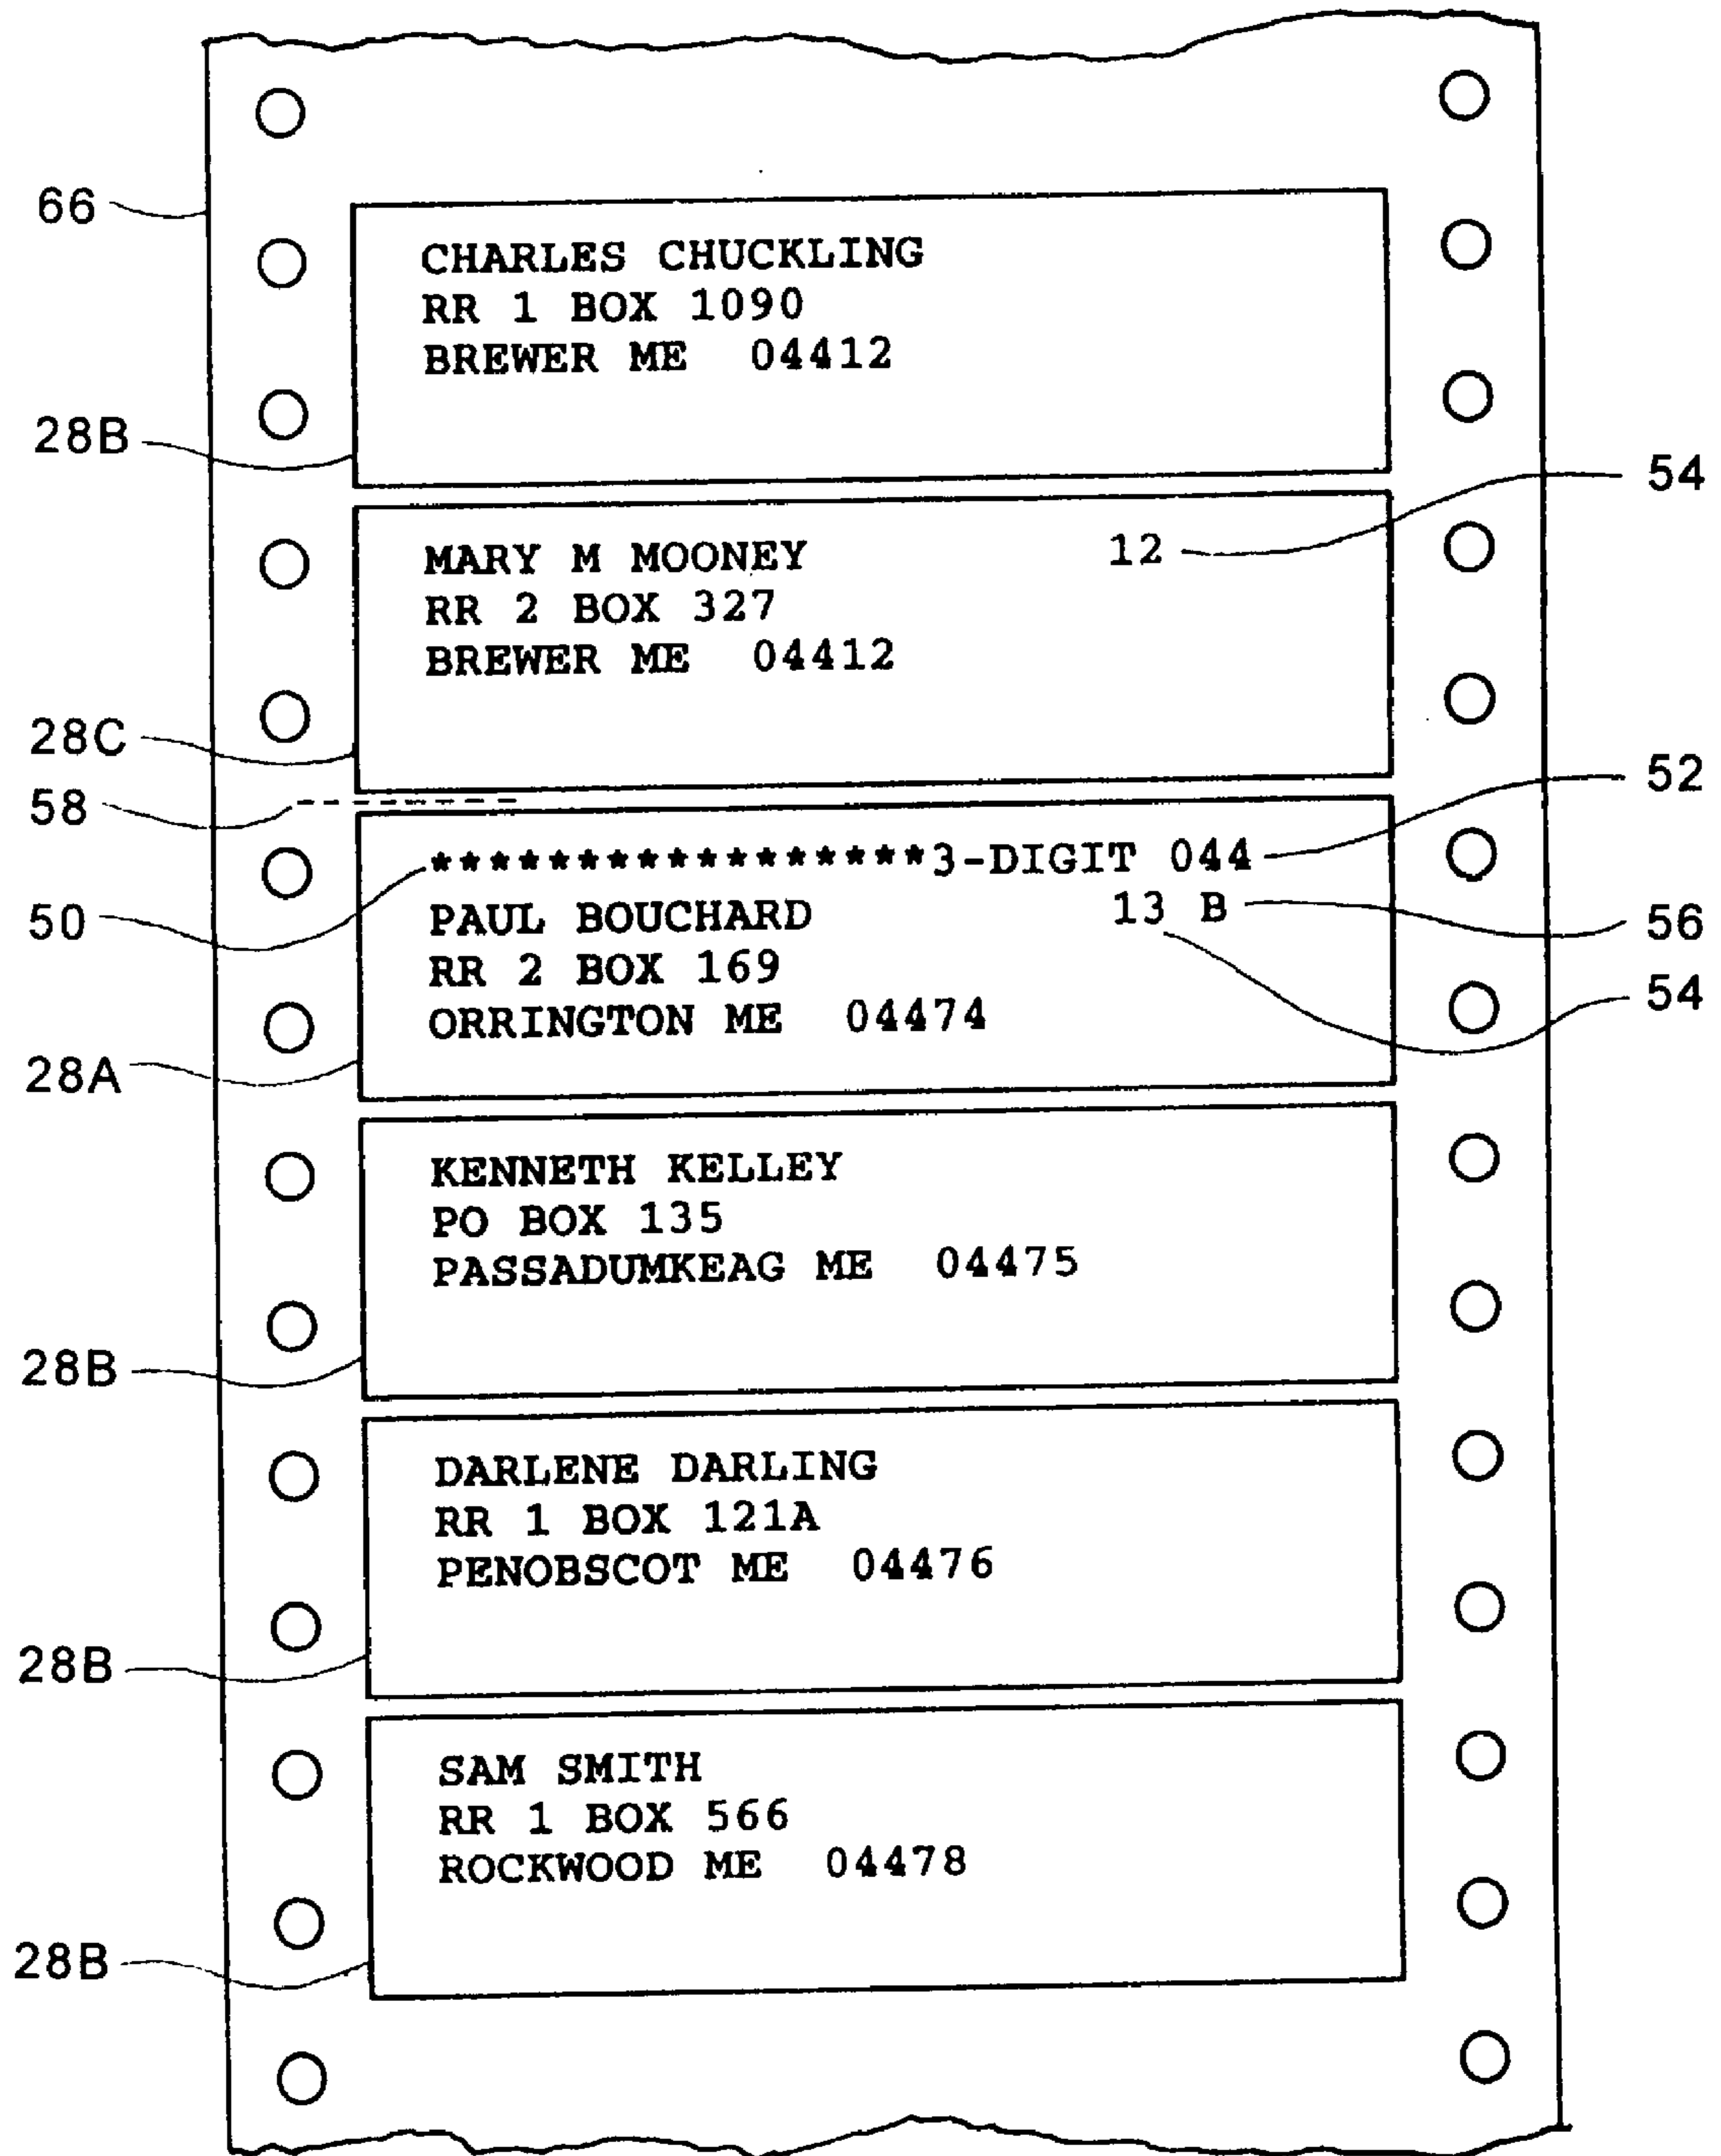 66
CHARLES CHUCKLING
RR 1 BOX 1090
BREWER ME 04412
28B
54
MARY M MOONEY 12
RR 2 BOX 327
BREWER ME 04412
28C
58
52
*****************3-DIGIT 044
50
PAUL BOUCHARD 13 B
56
RR 2 BOX 169
54
ORRINGTON ME 04474
28A
KENNETH KELLEY
PO BOX 135
PASSADUMKEAG ME 04475
28B
DARLENE DARLING
RR 1 BOX 121A
PENOBSCOT ME 04476
28B
SAM SMITH
RR 1 BOX 566
ROCKWOOD ME 04478
28B